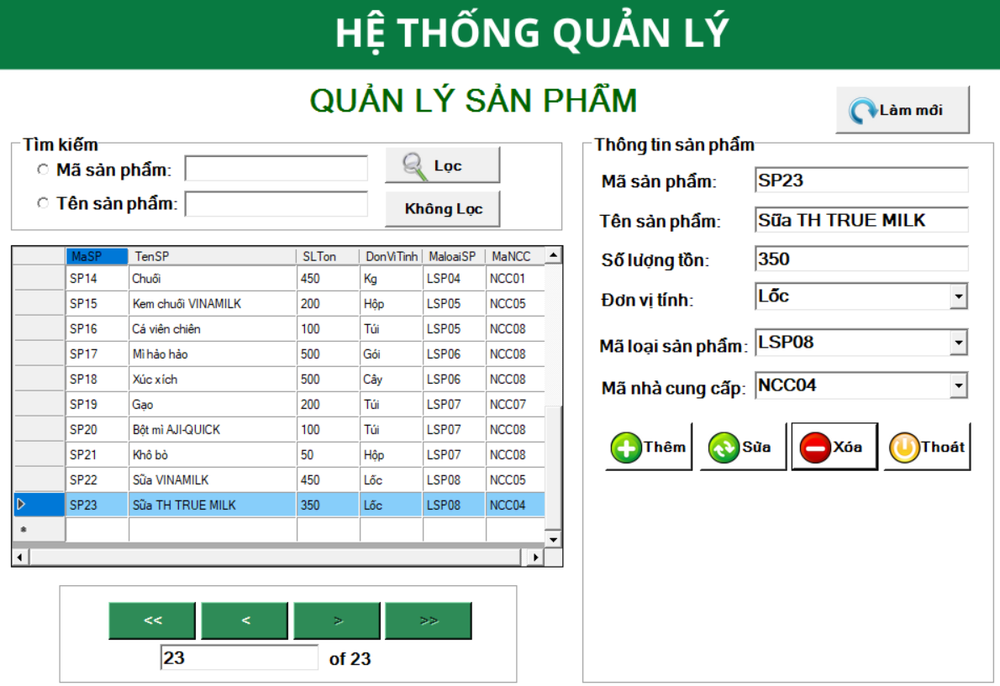 HỆ THỐNG QUẢN LÝ
QUẢN LÝ SẢN PHẨM
Làm mới
Tìm kiếm
Mã sản phẩm:
Lọc
Tên sản phẩm:
Không Lọc
MaSP TenSP SLTon DonViTinh MaloaiSP MaNCC
SP14 Chuối 450 Kg LSP04 NCC01
SP15 Kem chuối VINAMILK 200 Hộp LSP05 NCC05
SP16 Cá viên chiên 100 Túi LSP05 NCC08
SP17 Mì hảo hảo 500 Gói LSP06 NCC08
SP18 Xúc xích 500 Cây LSP06 NCC08
SP19 Gạo 200 Túi LSP07 NCC07
SP20 Bột mì AJI-QUICK 100 Túi LSP07 NCC08
SP21 Khô bò 50 Hộp LSP07 NCC08
SP22 Sữa VINAMILK 450 Lốc LSP08 NCC05
SP23 Sữa TH TRUE MILK 350 Lốc LSP08 NCC04
*
<< < > >>
23 of 23
Thông tin sản phẩm
Mã sản phẩm: SP23
Tên sản phẩm: Sữa TH TRUE MILK
Số lượng tồn: 350
Đơn vị tính: Lốc
Mã loại sản phẩm: LSP08
Mã nhà cung cấp: NCC04
Thêm Sửa Xóa Thoát